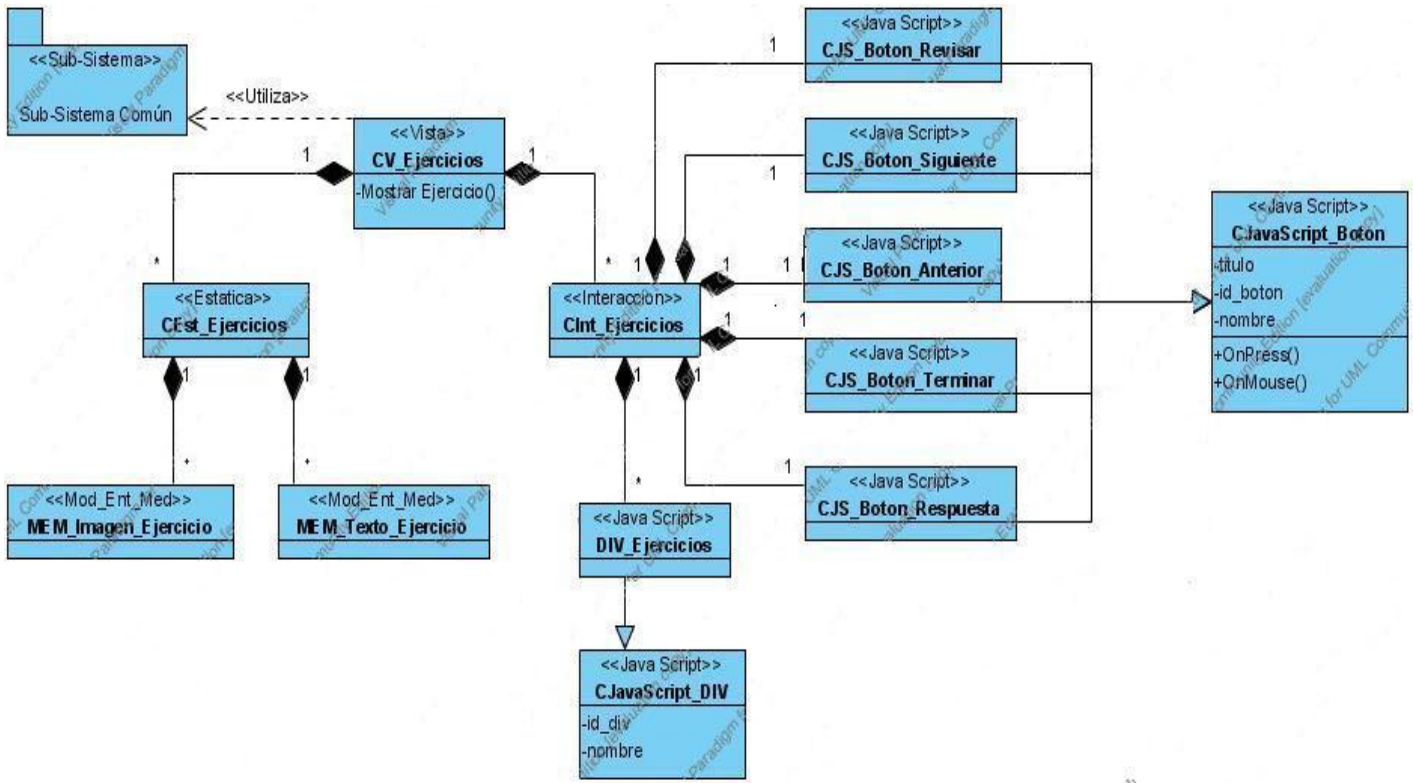 <<Sub-Sistema>>
Sub-Sistema Común
<<Utiliza>>
<<Vista>>
CV_Ejercicios
-Mostrar Ejercicio()
1
1
*
*
<<Estatica>>
CEst_Ejercicios
1
1
*
*
<<Mod_Ent_Med>>
MEM_Imagen_Ejercicio
<<Mod_Ent_Med>>
MEM_Texto_Ejercicio
<<Interaccion>>
CInt_Ejercicios
1
1
1
1
1
1
1
1
1
1
1
*
<<Java Script>>
DIV_Ejercicios
<<Java Script>>
CJavaScript_DIV
-id_div
-nombre
<<Java Script>>
CJS_Boton_Revisar
<<Java Script>>
CJS_Boton_Siguiente
<<Java Script>>
CJS_Boton_Anterior
<<Java Script>>
CJS_Boton_Terminar
<<Java Script>>
CJS_Boton_Respuesta
<<Java Script>>
CJavaScript_Boton
-titulo
-id_boton
-nombre
+OnPress()
+OnMouse()